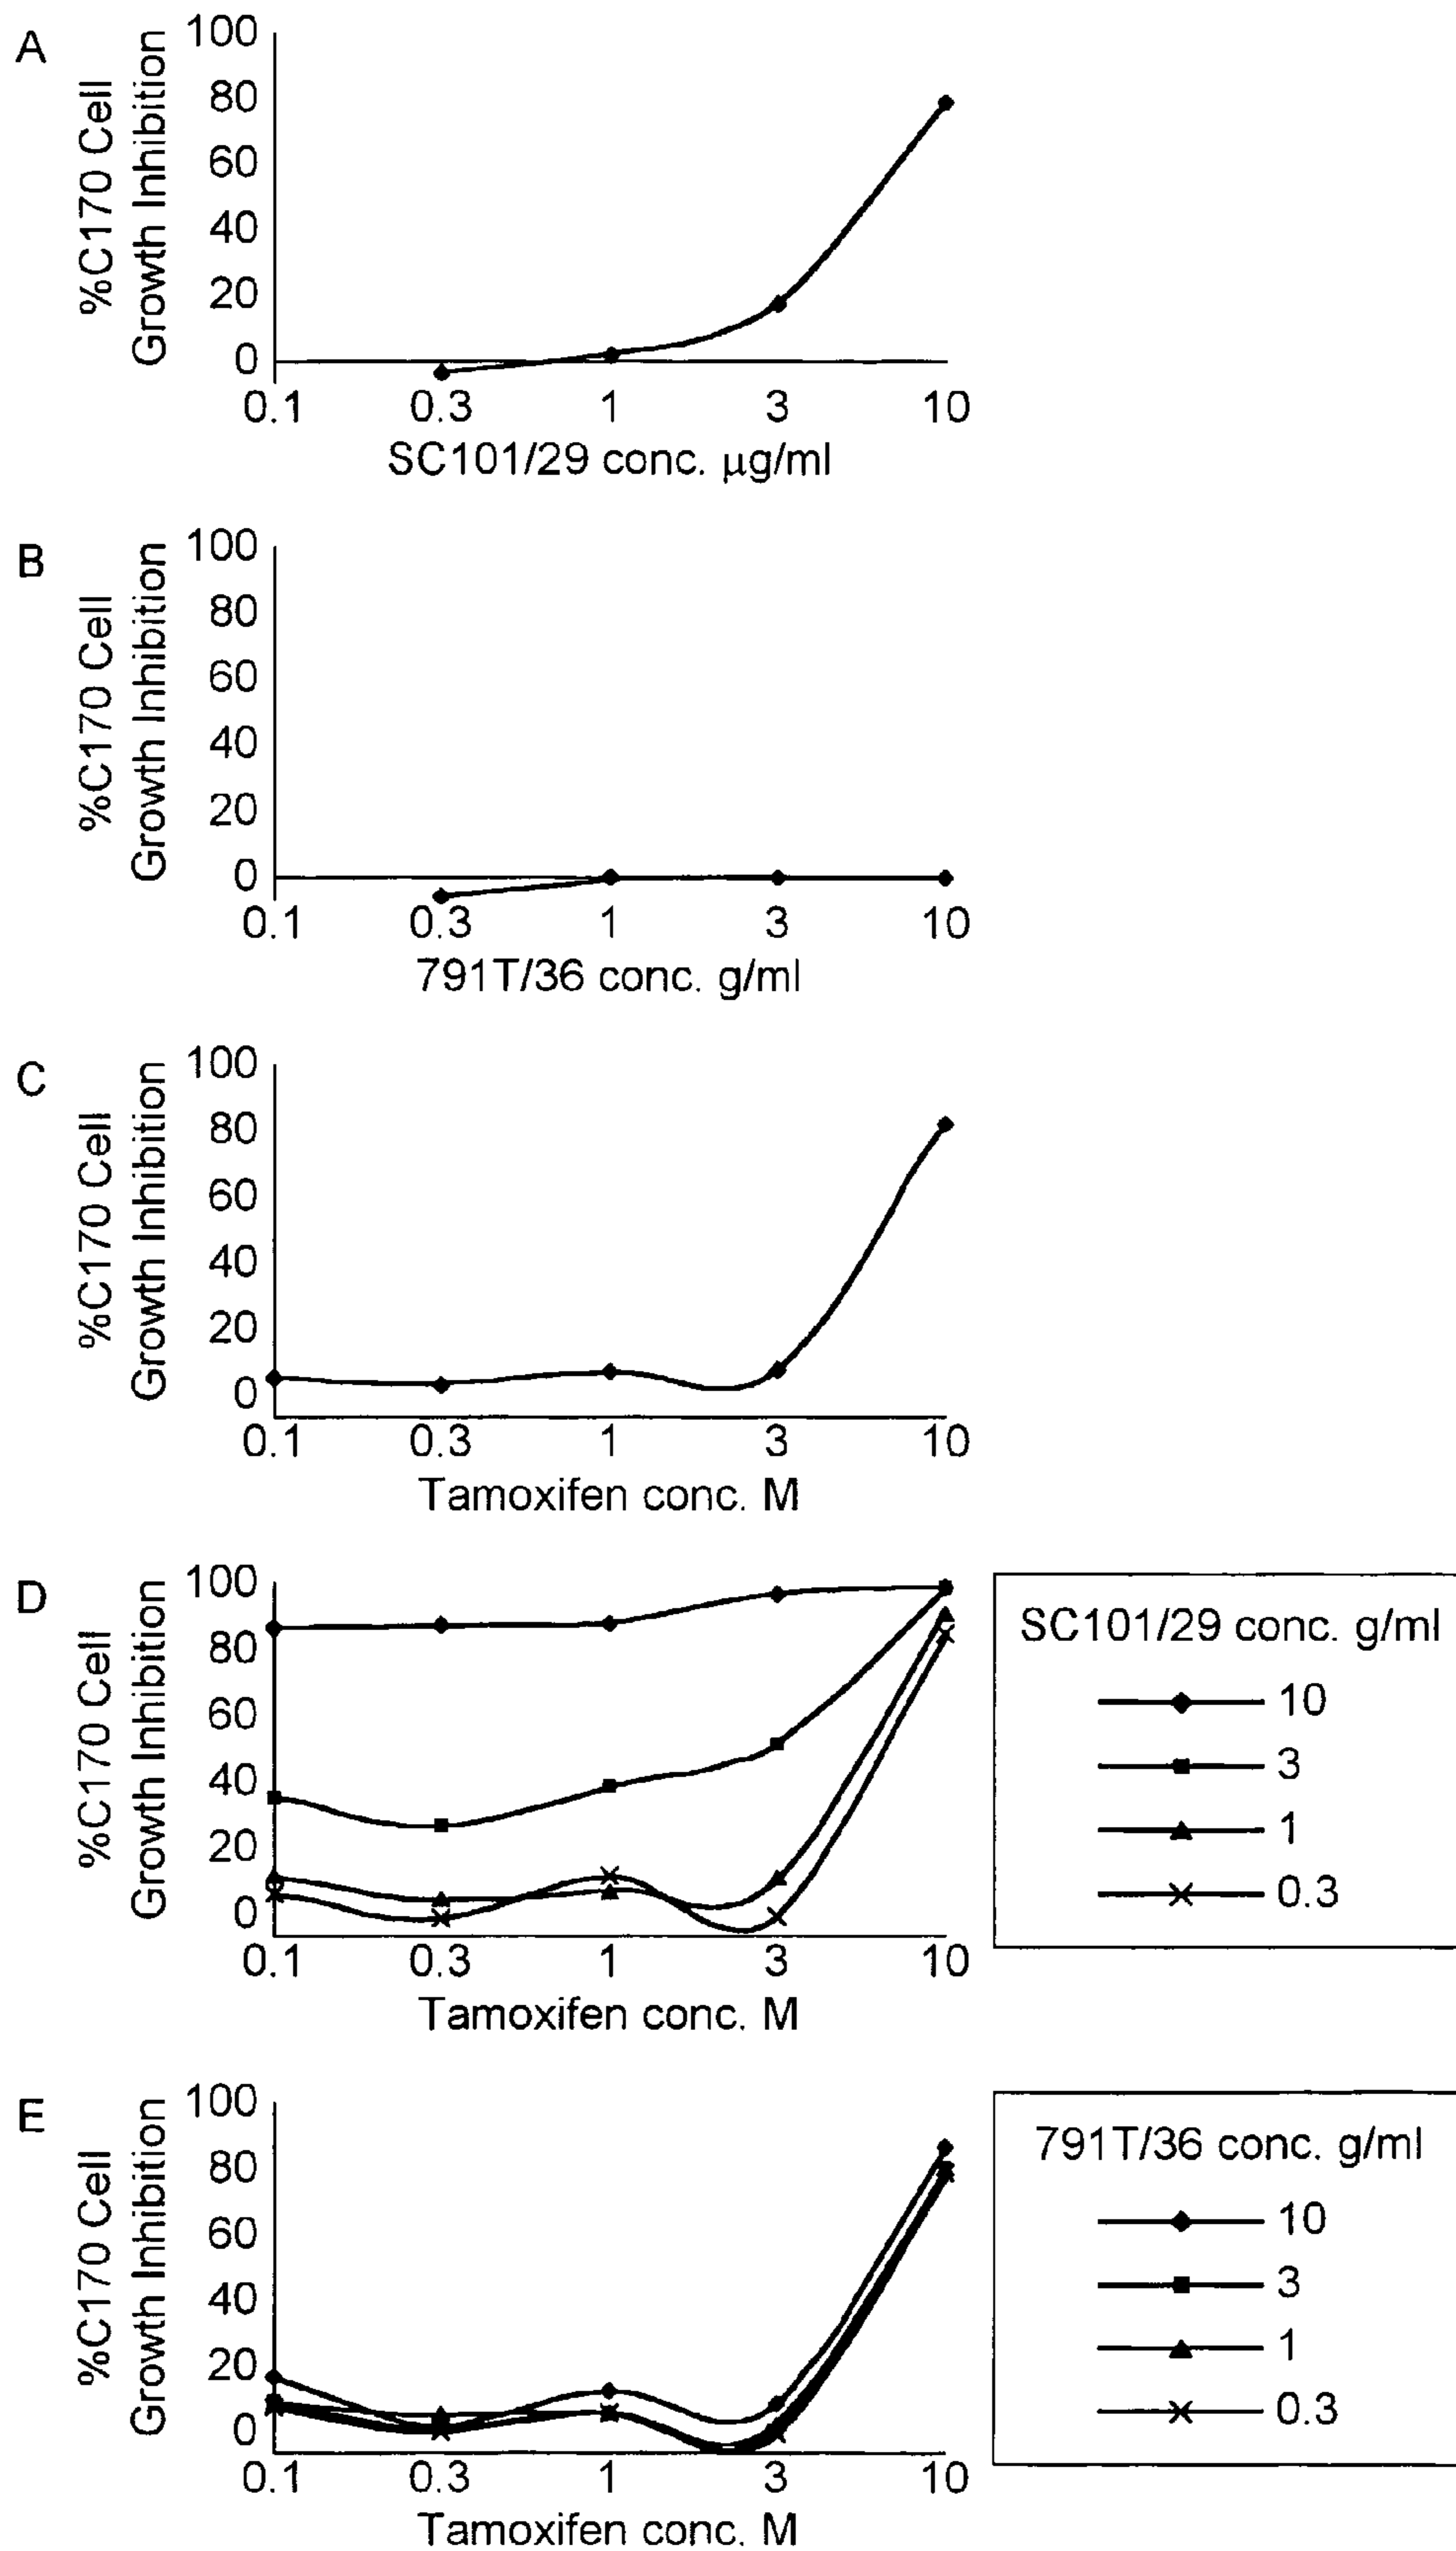 A
%C170 Cell
Growth Inhibition
100
80
60
40
20
0
0.1 0.3 1 3 10
SC101/29 conc. μg/ml
B
%C170 Cell
Growth Inhibition
100
80
60
40
20
0
0.1 0.3 1 3 10
791T/36 conc. g/ml
C
%C170 Cell
Growth Inhibition
100
80
60
40
20
0
0.1 0.3 1 3 10
Tamoxifen conc. M
D
%C170 Cell
Growth Inhibition
100
80
60
40
20
0
0.1 0.3 1 3 10
Tamoxifen conc. M
SC101/29 conc. g/ml
10
3
1
0.3
E
%C170 Cell
Growth Inhibition
100
80
60
40
20
0
0.1 0.3 1 3 10
Tamoxifen conc. M
791T/36 conc. g/ml
10
3
1
0.3